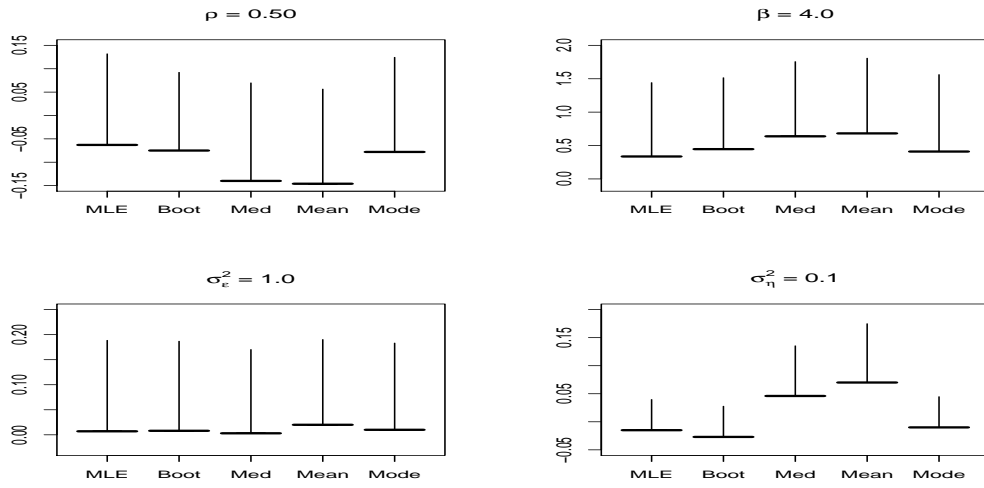 ρ = 0.50
0.15
0.05
−0.05
−0.15
MLE Boot Med Mean Mode
β = 4.0
2.0
1.5
1.0
0.5
0.0
MLE Boot Med Mean Mode
σ²ε = 1.0
0.20
0.10
0.00
MLE Boot Med Mean Mode
σ²η = 0.1
0.15
0.05
−0.05
MLE Boot Med Mean Mode